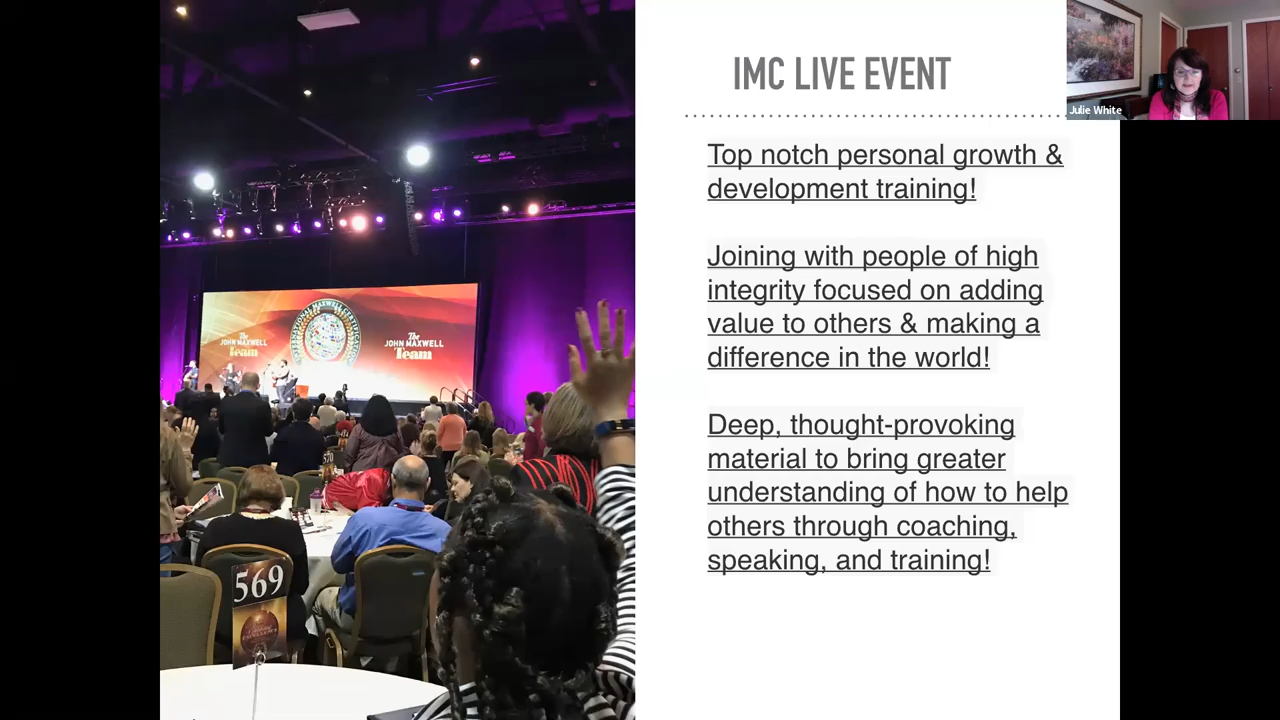 IMC LIVE EVENT
Julie White
Top notch personal growth &
development training!
Joining with people of high
integrity focused on adding
value to others & making a
difference in the world!
Deep, thought-provoking
material to bring greater
understanding of how to help
others through coaching,
speaking, and training!
The
JOHN MAXWELL
Team
The
JOHN MAXWELL
Team
570
569